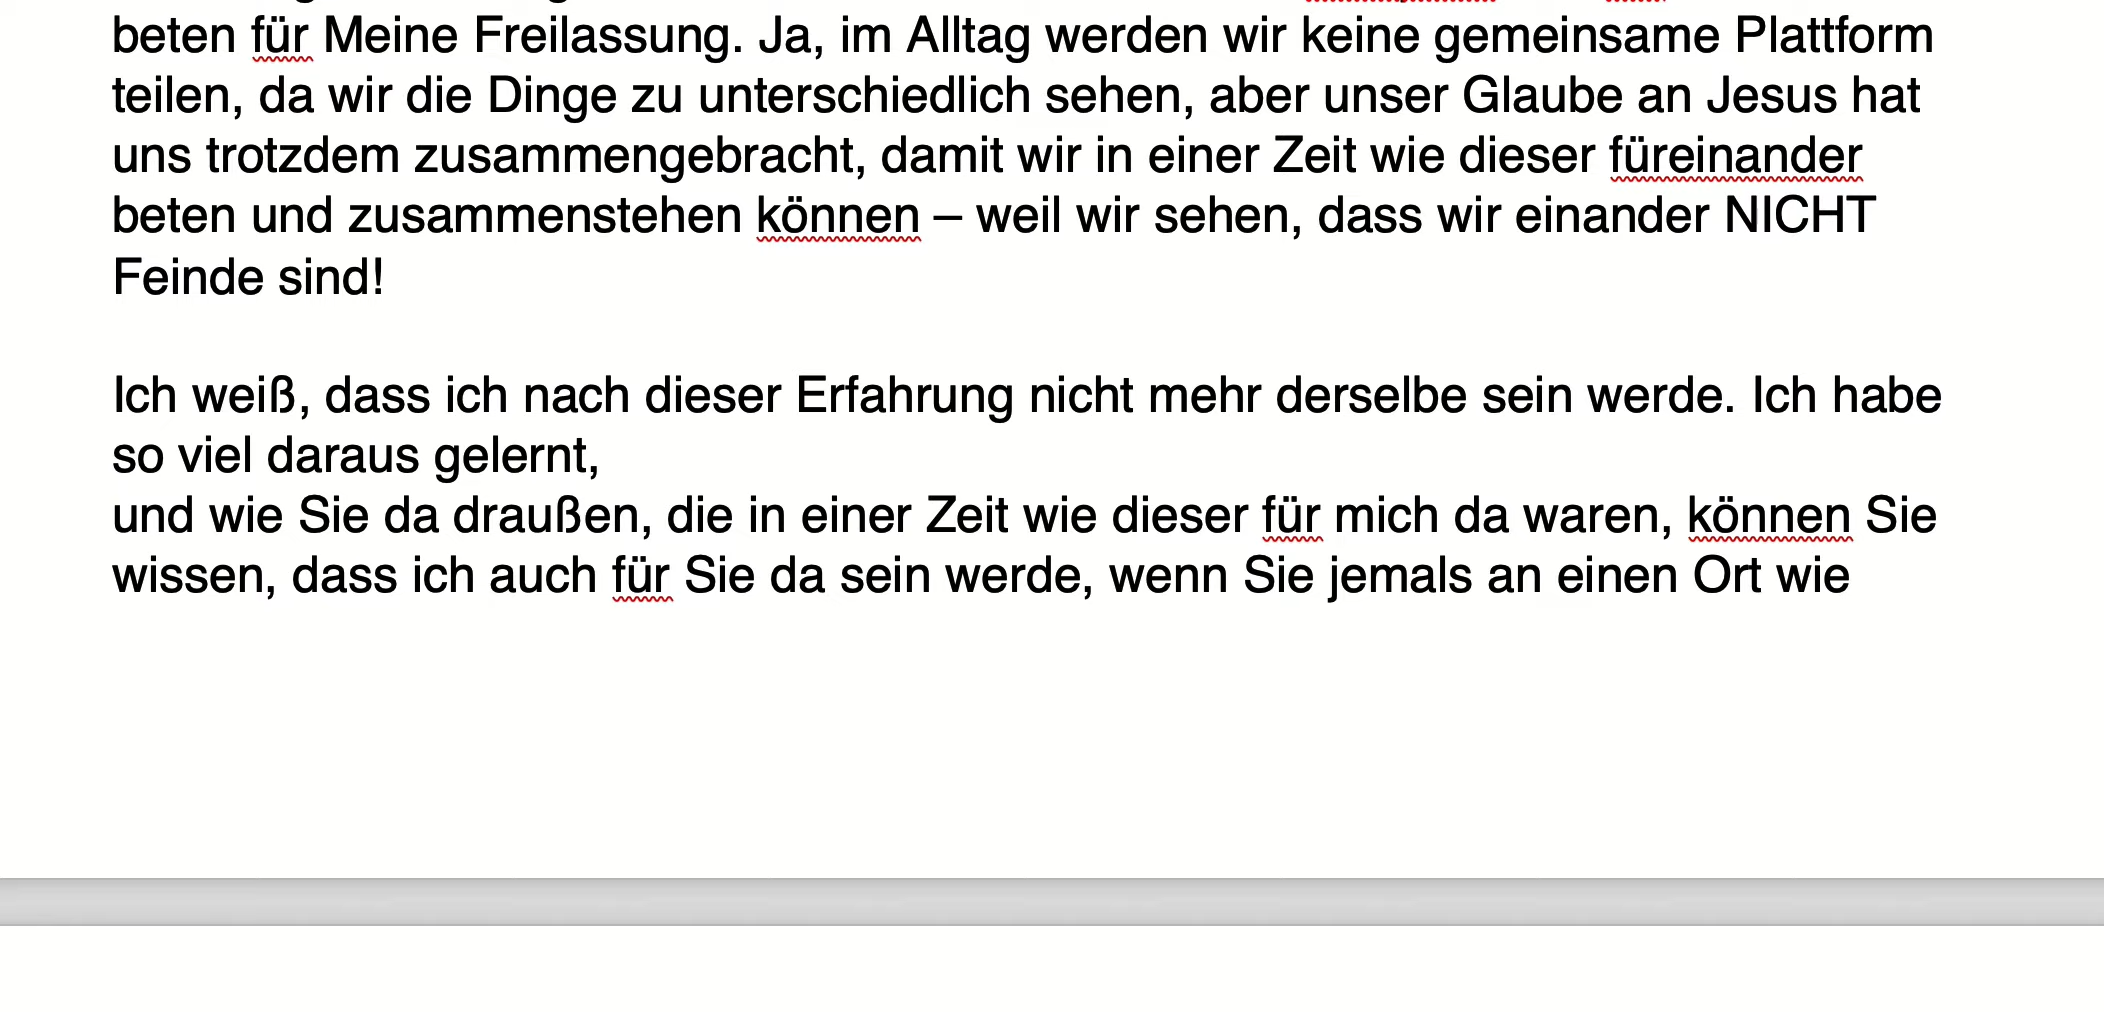 beten für Meine Freilassung. Ja, im Alltag werden wir keine gemeinsame Plattform
teilen, da wir die Dinge zu unterschiedlich sehen, aber unser Glaube an Jesus hat
uns trotzdem zusammengebracht, damit wir in einer Zeit wie dieser füreinander
beten und zusammenstehen können – weil wir sehen, dass wir einander NICHT
Feinde sind!
Ich weiß, dass ich nach dieser Erfahrung nicht mehr derselbe sein werde. Ich habe
so viel daraus gelernt,
und wie Sie da draußen, die in einer Zeit wie dieser für mich da waren, können Sie
wissen, dass ich auch für Sie da sein werde, wenn Sie jemals an einen Ort wie